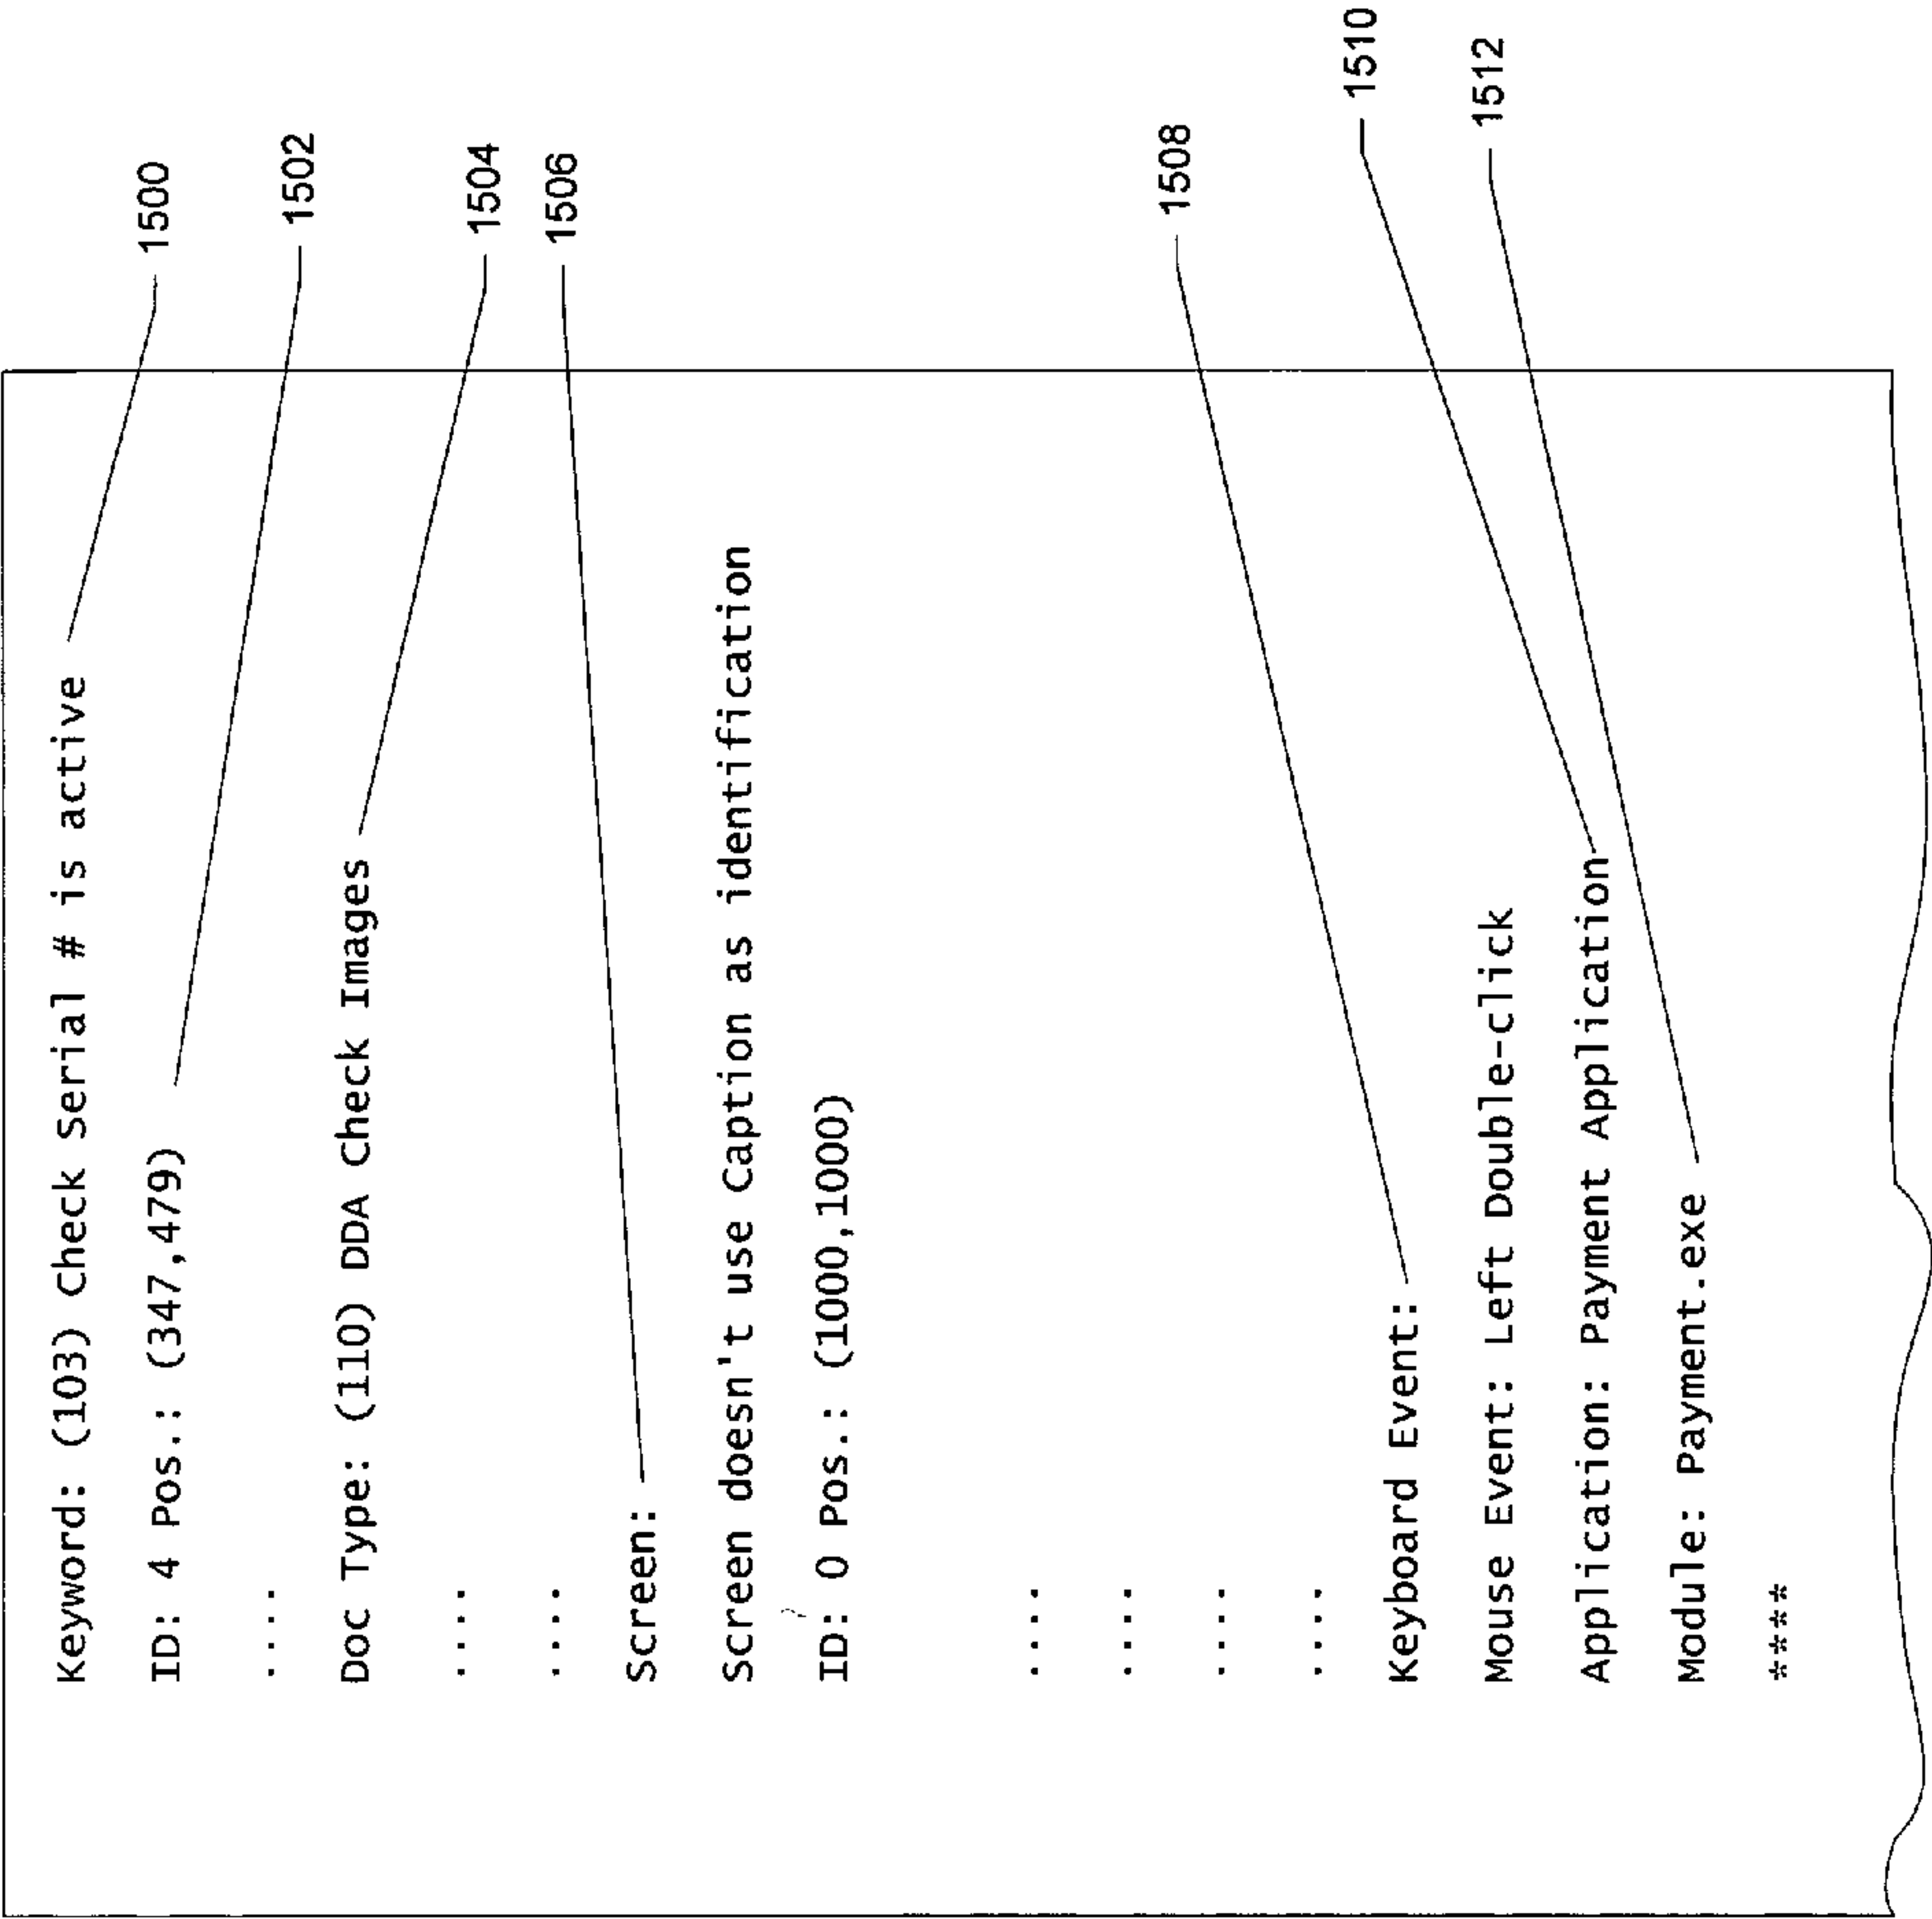 Keyword: (103) Check Serial # is active
1500
ID: 4 Pos.: (347,479)
1502
....
Doc Type: (110) DDA Check Images
1504
....
....
1506
Screen:
Screen doesn't use Caption as identification
ID: 0 Pos.: (1000,1000)
....
....
....
....
1508
Keyboard Event:
Mouse Event: Left Double-click
1510
Application: Payment Application
1512
Module: Payment.exe
****